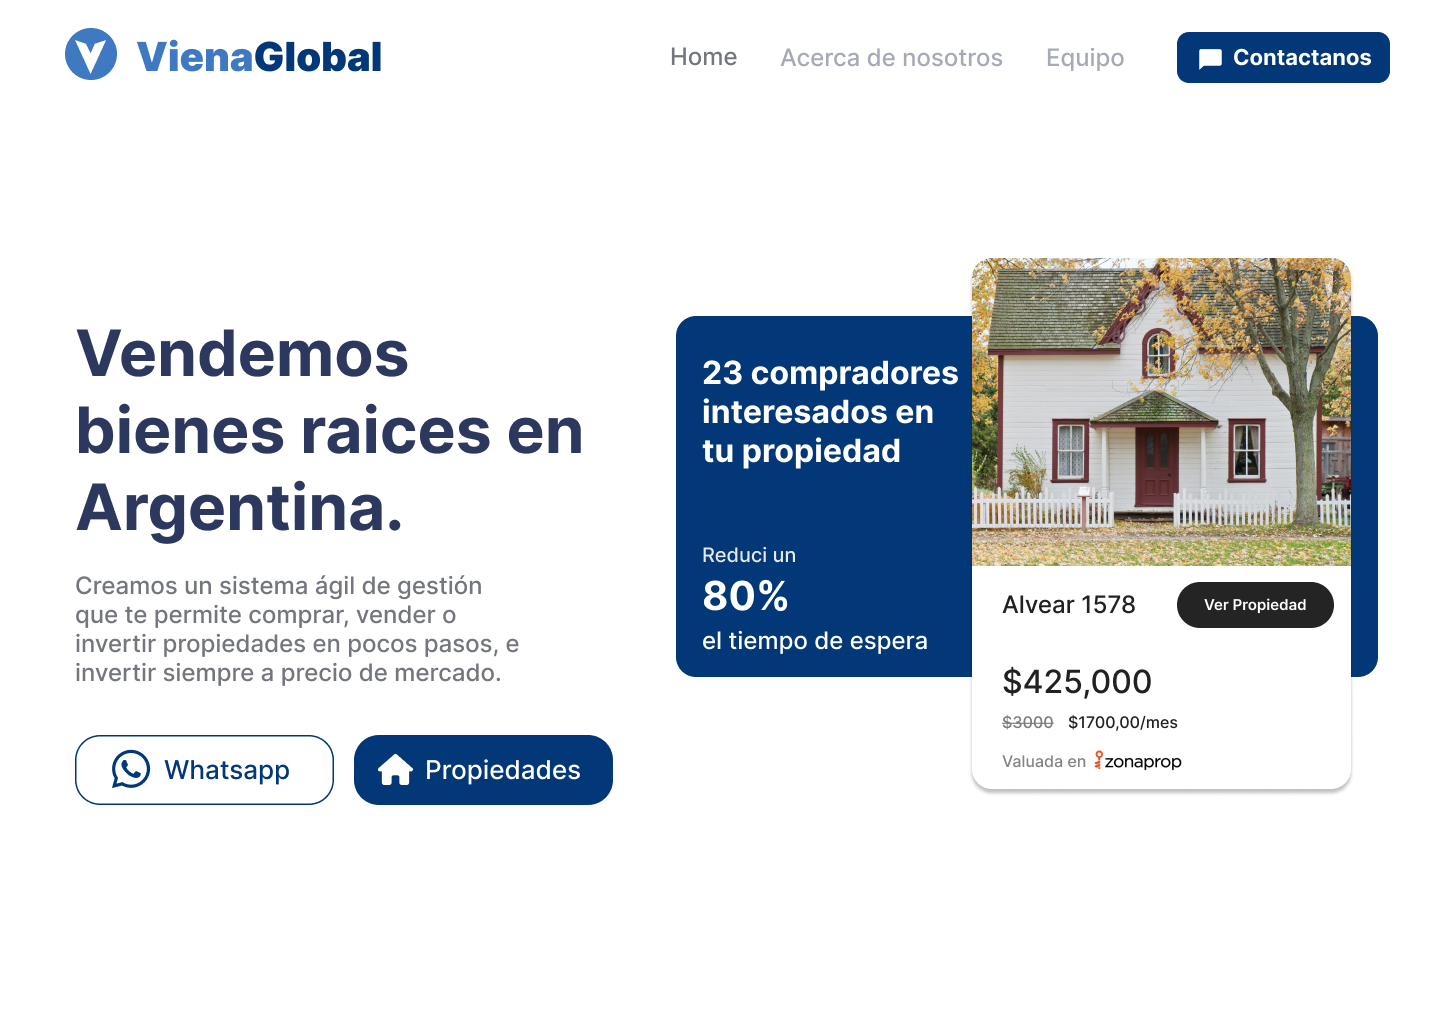 VienaGlobal
Home
Acerca de nosotros
Equipo
Contactanos
Vendemos
bienes raices en
Argentina.
Creamos un sistema ágil de gestión
que te permite comprar, vender o
invertir propiedades en pocos pasos, e
invertir siempre a precio de mercado.
Whatsapp
Propiedades
23 compradores
interesados en
tu propiedad
Reduci un
80%
el tiempo de espera
Alvear 1578
Ver Propiedad
$425,000
$3000 $1700,00/mes
Valuada en zonaprop